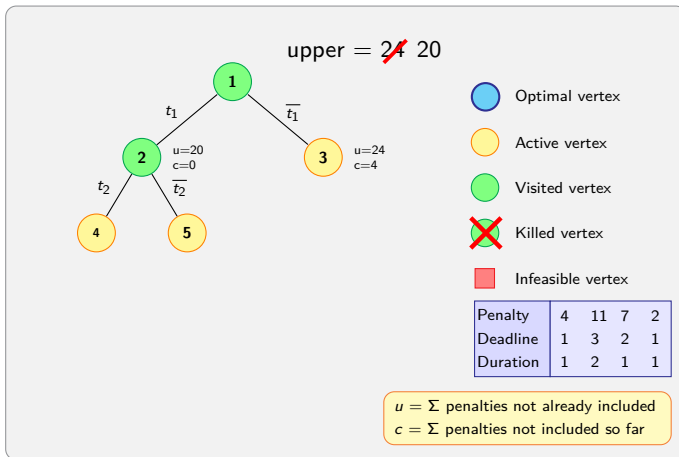 upper = 24 20
1
t₁
t₁̅
2
u=20
c=0
3
u=24
c=4
t₂
t₂̅
4
5
Optimal vertex
Active vertex
Visited vertex
Killed vertex
Infeasible vertex
Penalty 4 11 7 2
Deadline 1 3 2 1
Duration 1 2 1 1
u = Σ penalties not already included
c = Σ penalties not included so far